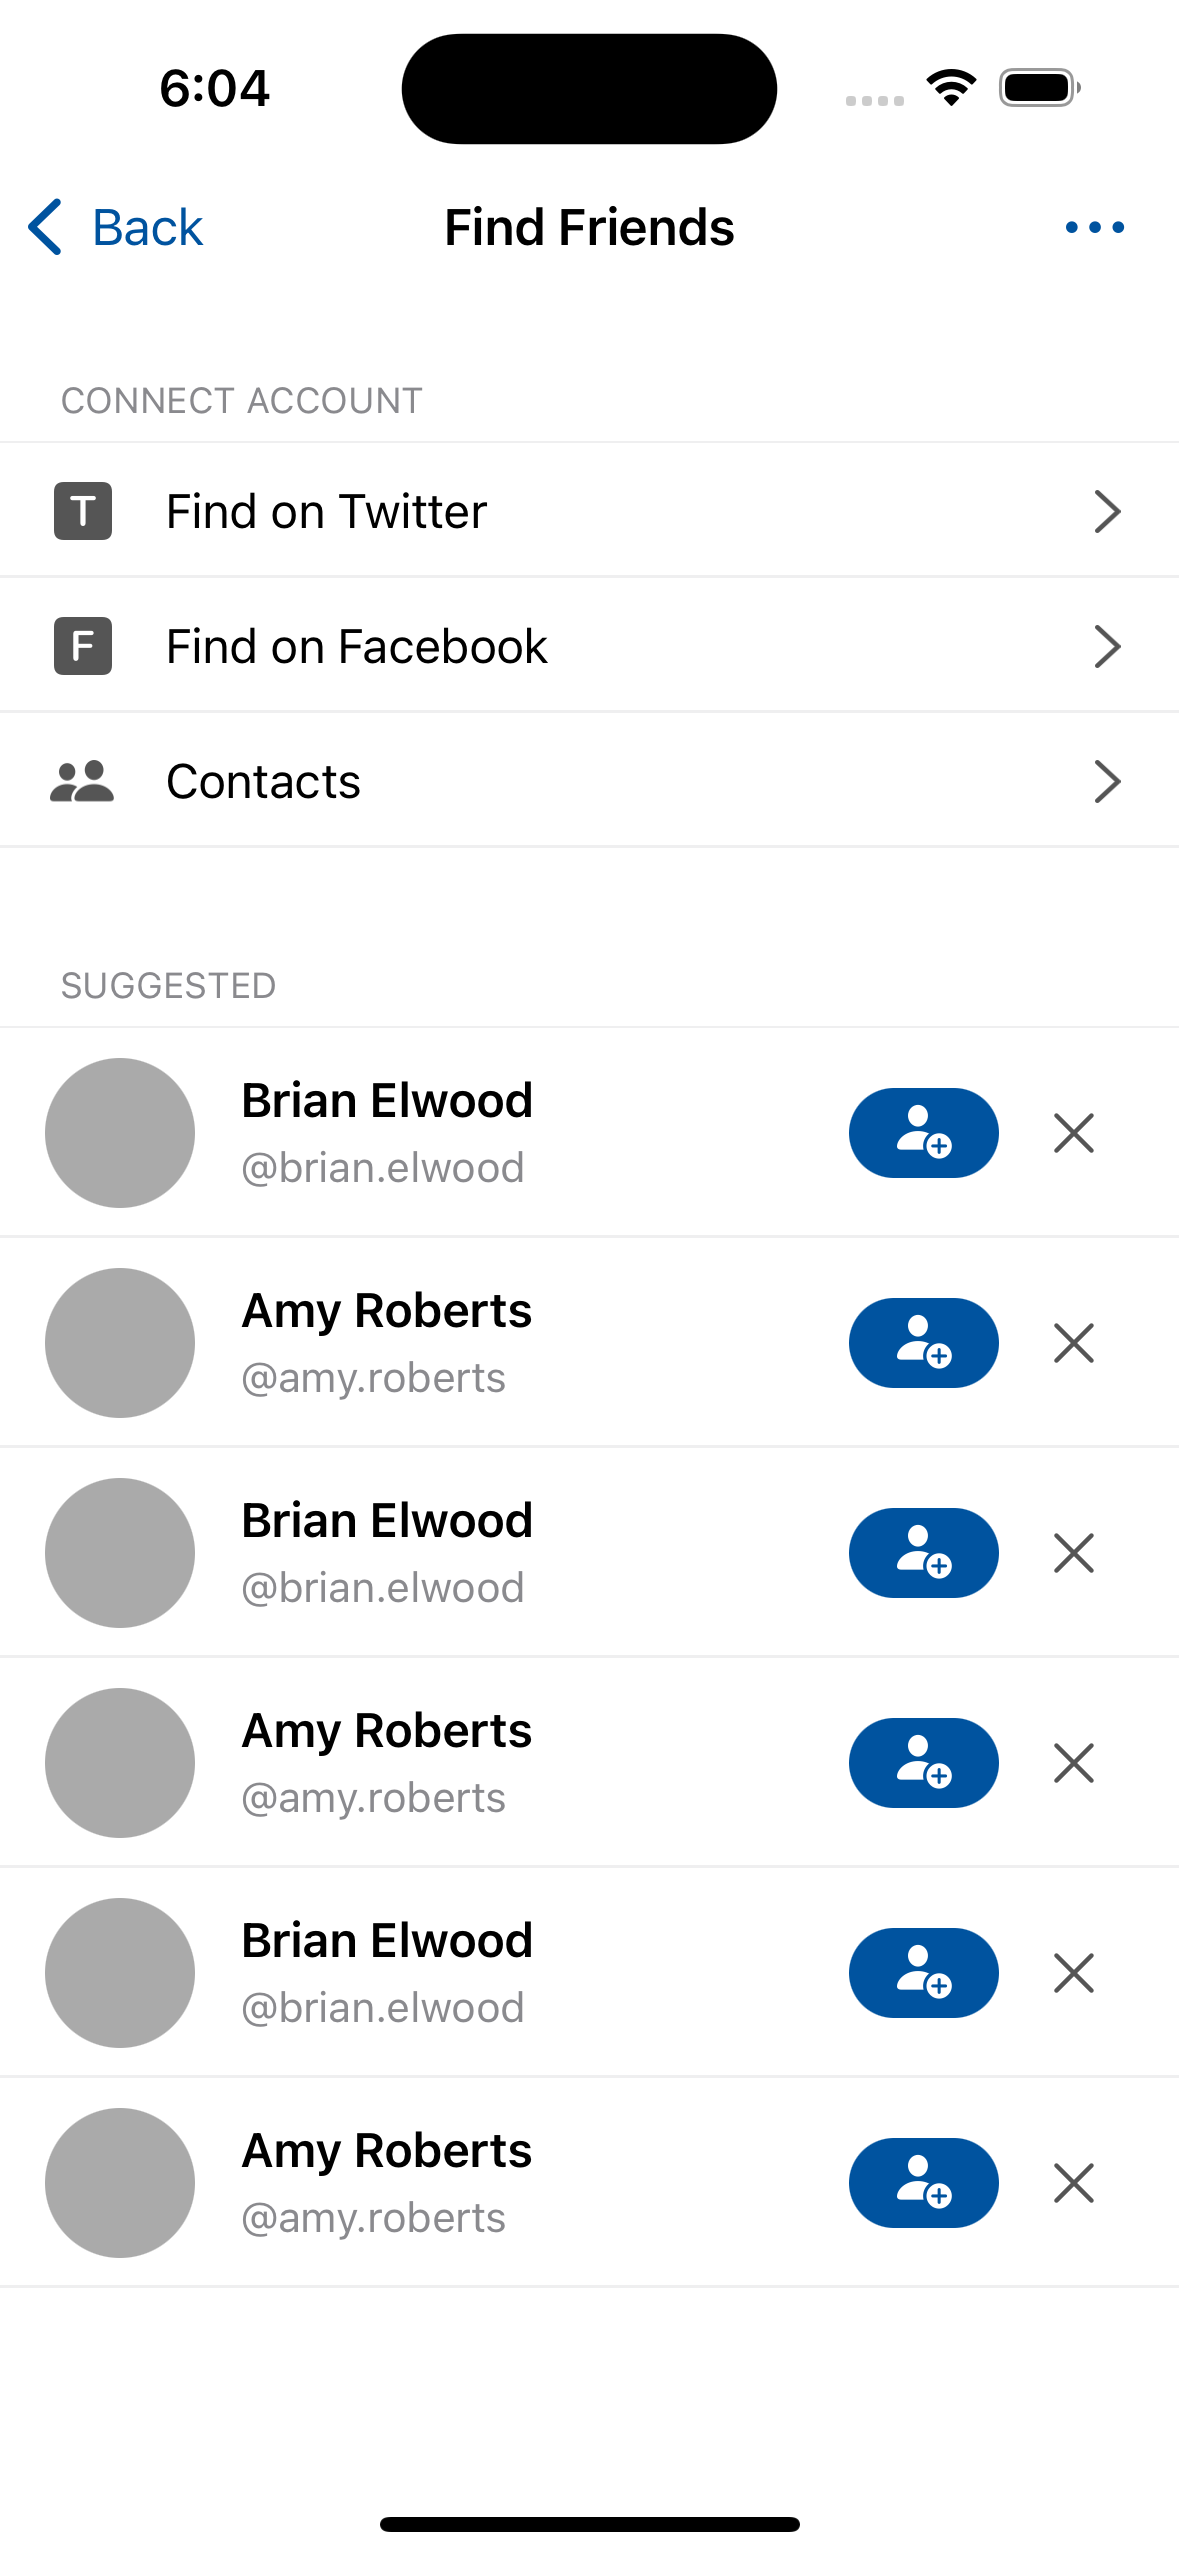 6:04
Back
Find Friends
CONNECT ACCOUNT
T Find on Twitter
F Find on Facebook
Contacts
SUGGESTED
Brian Elwood
@brian.elwood
Amy Roberts
@amy.roberts
Brian Elwood
@brian.elwood
Amy Roberts
@amy.roberts
Brian Elwood
@brian.elwood
Amy Roberts
@amy.roberts